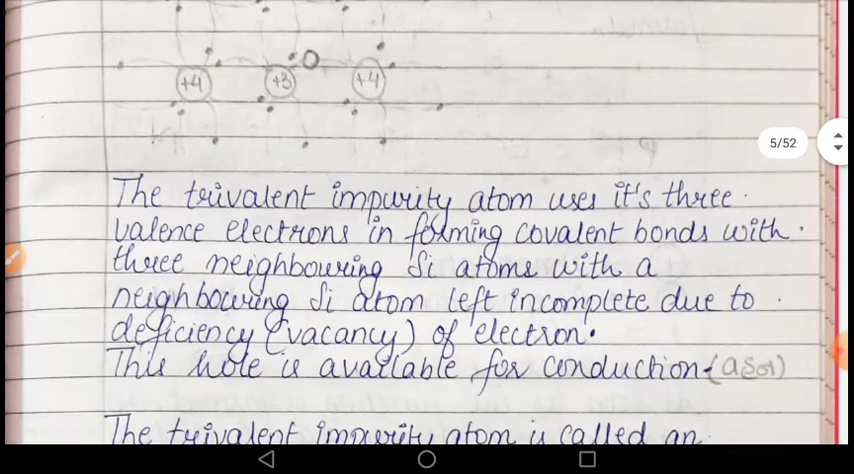 +4 +3 +4
5/52
The trivalent impurity atom uses it's three
valence electrons in forming covalent bonds with
three neighbouring Si atoms with a
neighbouring Si atom left incomplete due to
deficiency (vacancy) of electron.
This hole is available for conduction.
The trivalent impurity atom is called an